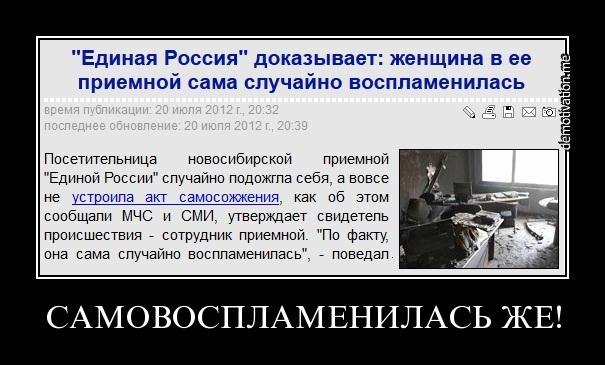 "Единая Россия" доказывает: женщина в ее
приемной сама случайно воспламенилась
время публикации: 20 июля 2012 г., 20:32
последнее обновление: 20 июля 2012 г., 20:39
Посетительница новосибирской приемной
"Единой России" случайно подожгла себя, а вовсе
не устроила акт самосожжения, как об этом
сообщали МЧС и СМИ, утверждает свидетель
происшествия - сотрудник приемной. "По факту,
она сама случайно воспламенилась", - поведал
demotivation.me
САМОВОСПЛАМЕНИЛАСЬ ЖЕ!